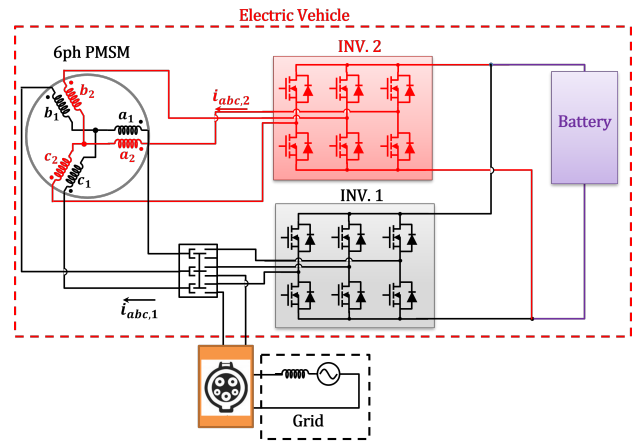 Electric Vehicle
6ph PMSM
INV. 2
b₂
b₁
a₁
a₂
c₂
c₁
i_abc,2
Battery
INV. 1
i_abc,1
Grid